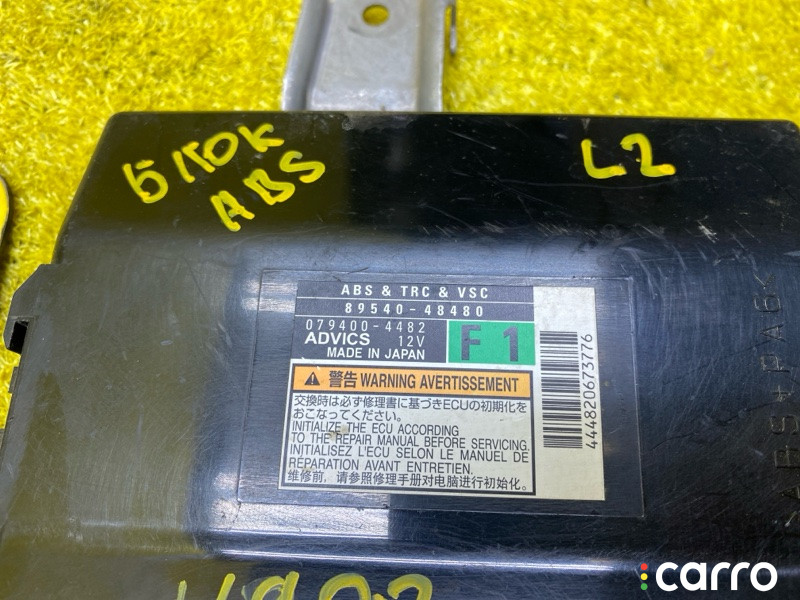 блок
ABS
L2
ABS & TRC & VSC
89540-48480
079400-4482
ADVICS 12V
MADE IN JAPAN
F1
警告 WARNING AVERTISSEMENT
交換時は必ず修理書に基づきECUの初期化を
おこなってください。
INITIALIZE THE ECU ACCORDING
TO THE REPAIR MANUAL BEFORE SERVICING.
INITIALISEZ L'ECU SELON LE MANUEL DE
RÉPARATION AVANT ENTRETIEN.
维修前，请参照修理手册对电脑进行初始化。
444820673776
carro